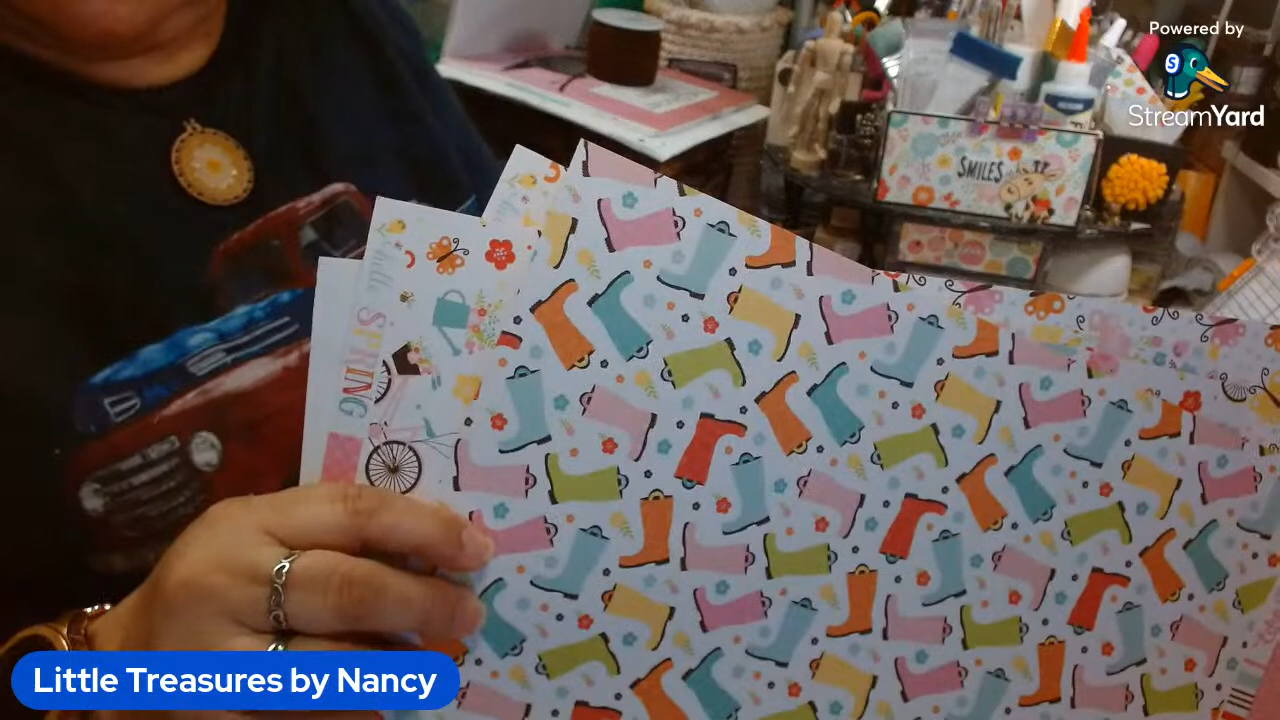 Powered by
StreamYard
SMILES
SPRING
Little Treasures by Nancy